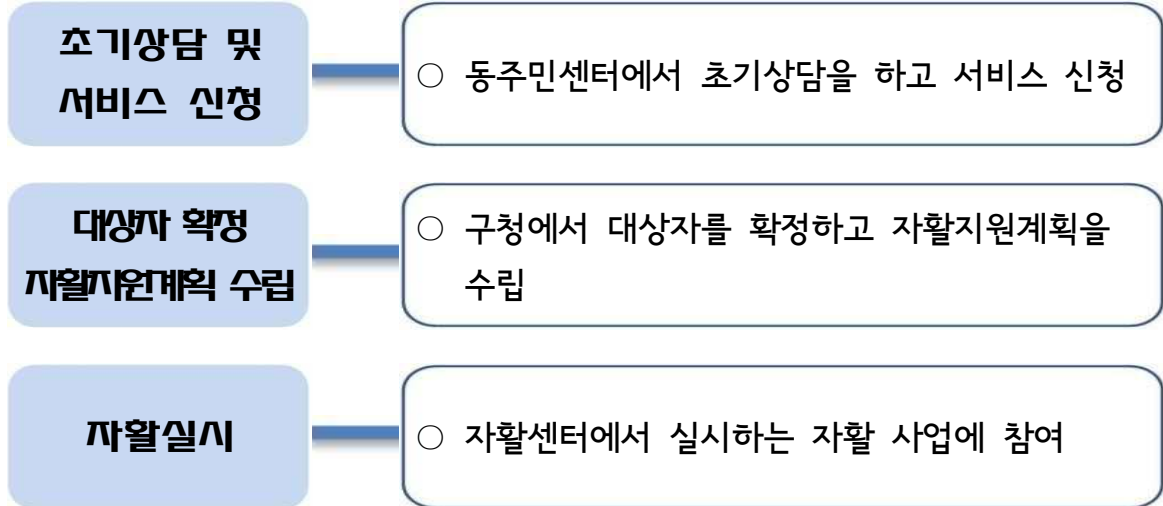 초기상담 및
서비스 신청
○ 동주민센터에서 초기상담을 하고 서비스 신청
대상자 확정
자활지원계획 수립
○ 구청에서 대상자를 확정하고 자활지원계획을
수립
자활실시
○ 자활센터에서 실시하는 자활 사업에 참여